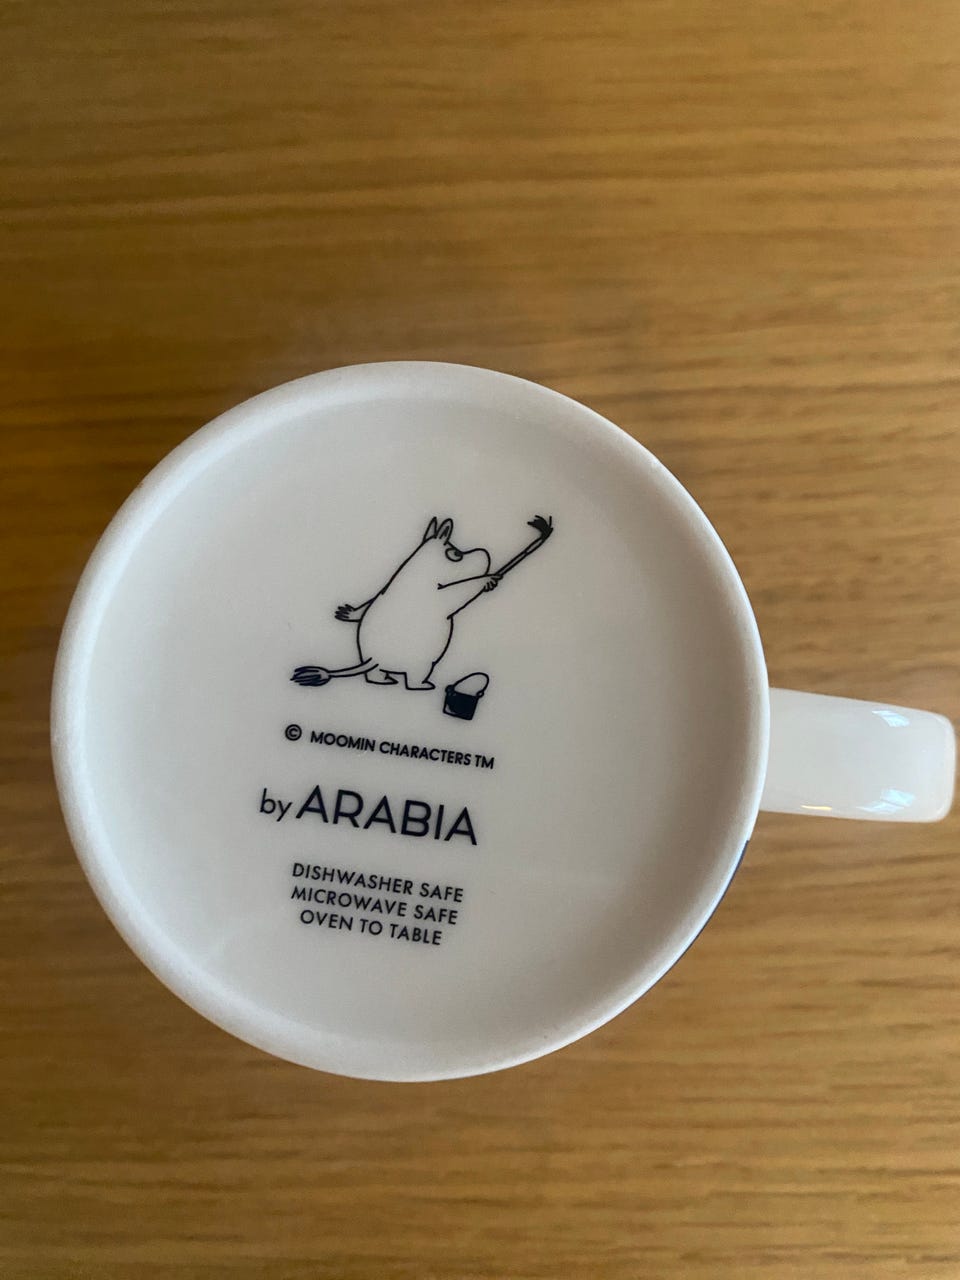 © MOOMIN CHARACTERS TM
by ARABIA
DISHWASHER SAFE
MICROWAVE SAFE
OVEN TO TABLE